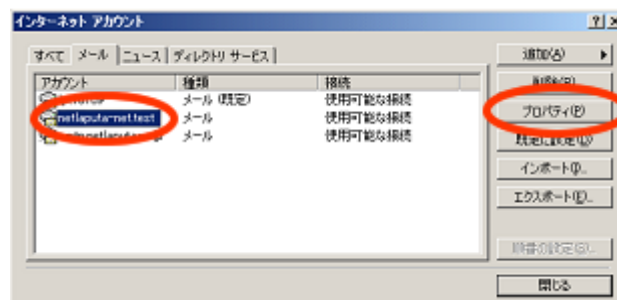 インターネット アカウント
すべて メール ニュース ディレクトリ サービス
アカウント 種類 接続
メール (既定) 使用可能な接続
netlaputa-net.test メール 使用可能な接続
メール 使用可能な接続
追加(A)
削除(R)
プロパティ(P)
既定に設定(D)
インポート(I)...
エクスポート(E)...
順番の設定(S)...
閉じる